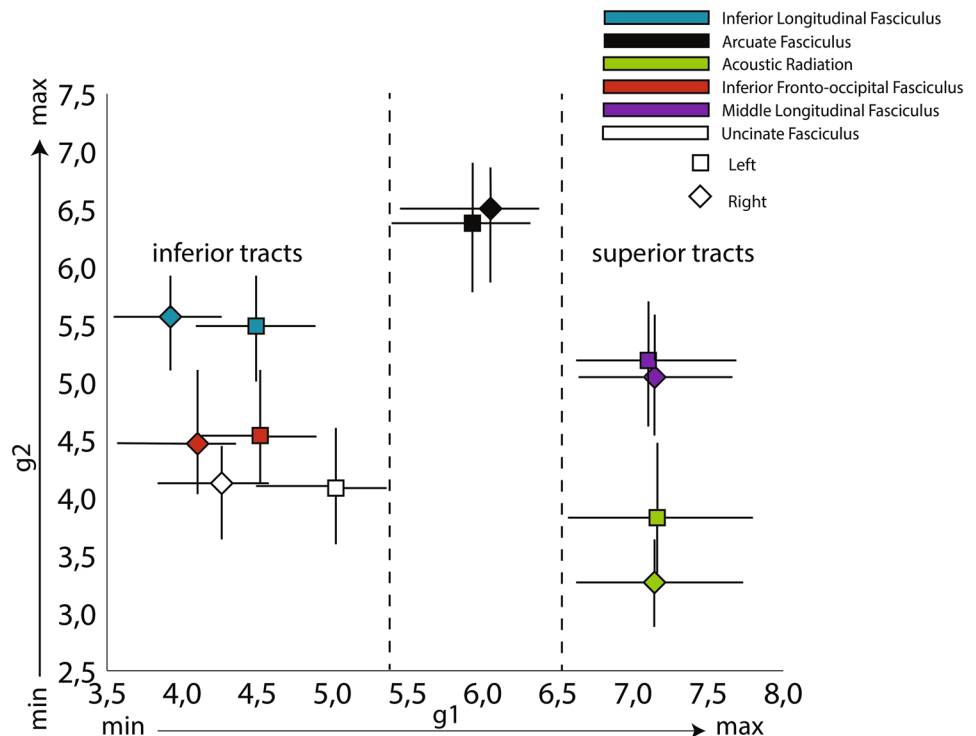 Inferior Longitudinal Fasciculus
Arcuate Fasciculus
Acoustic Radiation
Inferior Fronto-occipital Fasciculus
Middle Longitudinal Fasciculus
Uncinate Fasciculus
Left
Right
max
7,5
7,0
6,5
6,0
5,5
5,0
4,5
4,0
3,5
3,0
2,5
g2
min
inferior tracts
superior tracts
3,5 4,0 4,5 5,0 5,5 6,0 6,5 7,0 7,5 8,0
g1
min max